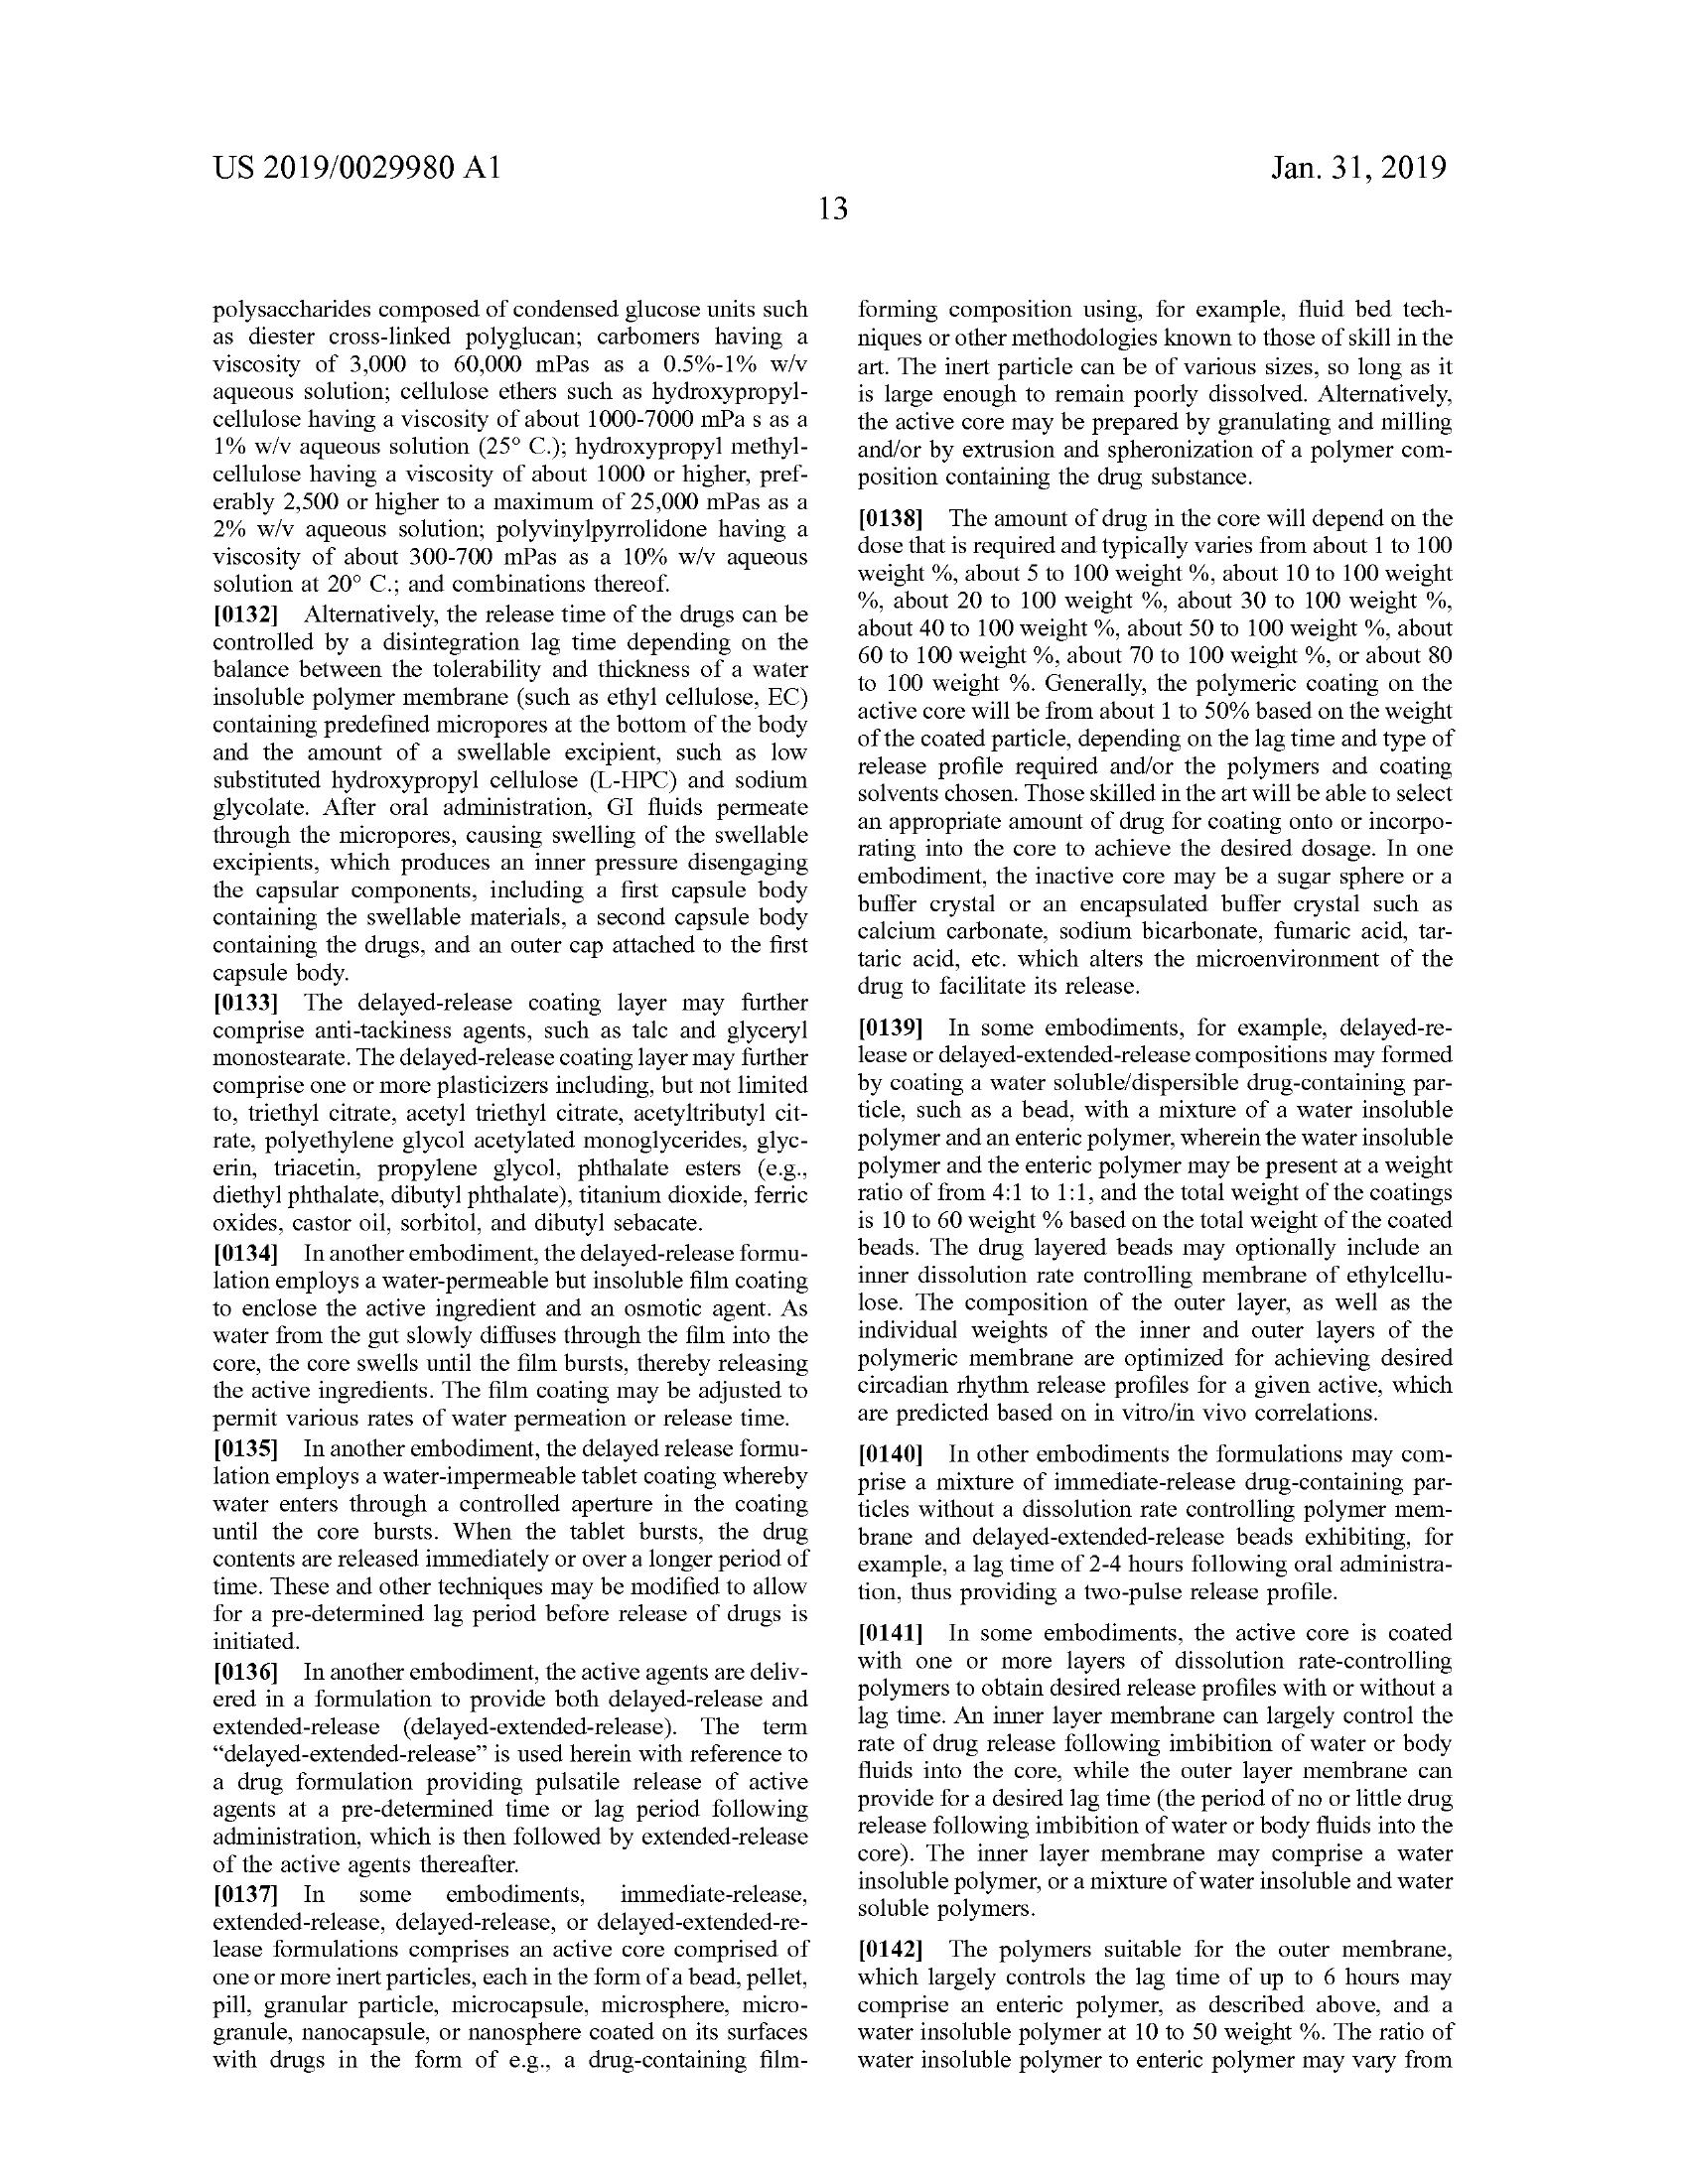 US 2019/0029980 A1
Jan. 31, 2019
13
polysaccharides composed of condensed glucose units such
as diester cross-linked polyglucan; carbomers having a
viscosity of 3,000 to 60,000 mPas as a 0.5%-1% w/v
aqueous solution; cellulose ethers such as hydroxypropyl-
cellulose having a viscosity of about 1000-7000 mPa s as a
1% w/v aqueous solution (25° C.); hydroxypropyl methyl-
cellulose having a viscosity of about 1000 or higher, pref-
erably 2,500 or higher to a maximum of 25,000 mPas as a
2% w/v aqueous solution; polyvinylpyrrolidone having a
viscosity of about 300-700 mPas as a 10% w/v aqueous
solution at 20° C.; and combinations thereof.
[0132] Alternatively, the release time of the drugs can be
controlled by a disintegration lag time depending on the
balance between the tolerability and thickness of a water
insoluble polymer membrane (such as ethyl cellulose, EC)
containing predefined micropores at the bottom of the body
and the amount of a swellable excipient, such as low
substituted hydroxypropyl cellulose (L-HPC) and sodium
glycolate. After oral administration, GI fluids permeate
through the micropores, causing swelling of the swellable
excipients, which produces an inner pressure disengaging
the capsular components, including a first capsule body
containing the swellable materials, a second capsule body
containing the drugs, and an outer cap attached to the first
capsule body.
[0133] The delayed-release coating layer may further
comprise anti-tackiness agents, such as talc and glyceryl
monostearate. The delayed-release coating layer may further
comprise one or more plasticizers including, but not limited
to, triethyl citrate, acetyl triethyl citrate, acetyltributyl cit-
rate, polyethylene glycol acetylated monoglycerides, glyc-
erin, triacetin, propylene glycol, phthalate esters (e.g.,
diethyl phthalate, dibutyl phthalate), titanium dioxide, ferric
oxides, castor oil, sorbitol, and dibutyl sebacate.
[0134] In another embodiment, the delayed-release formu-
lation employs a water-permeable but insoluble film coating
to enclose the active ingredient and an osmotic agent. As
water from the gut slowly diffuses through the film into the
core, the core swells until the film bursts, thereby releasing
the active ingredients. The film coating may be adjusted to
permit various rates of water permeation or release time.
[0135] In another embodiment, the delayed release formu-
lation employs a water-impermeable tablet coating whereby
water enters through a controlled aperture in the coating
until the core bursts. When the tablet bursts, the drug
contents are released immediately or over a longer period of
time. These and other techniques may be modified to allow
for a pre-determined lag period before release of drugs is
initiated.
[0136] In another embodiment, the active agents are deliv-
ered in a formulation to provide both delayed-release and
extended-release (delayed-extended-release). The term
“delayed-extended-release” is used herein with reference to
a drug formulation providing pulsatile release of active
agents at a pre-determined time or lag period following
administration, which is then followed by extended-release
of the active agents thereafter.
[0137] In some embodiments, immediate-release,
extended-release, delayed-release, or delayed-extended-re-
lease formulations comprises an active core comprised of
one or more inert particles, each in the form of a bead, pellet,
pill, granular particle, microcapsule, microsphere, micro-
granule, nanocapsule, or nanosphere coated on its surfaces
with drugs in the form of e.g., a drug-containing film-
forming composition using, for example, fluid bed tech-
niques or other methodologies known to those of skill in the
art. The inert particle can be of various sizes, so long as it
is large enough to remain poorly dissolved. Alternatively,
the active core may be prepared by granulating and milling
and/or by extrusion and spheronization of a polymer com-
position containing the drug substance.
[0138] The amount of drug in the core will depend on the
dose that is required and typically varies from about 1 to 100
weight %, about 5 to 100 weight %, about 10 to 100 weight
%, about 20 to 100 weight %, about 30 to 100 weight %,
about 40 to 100 weight %, about 50 to 100 weight %, about
60 to 100 weight %, about 70 to 100 weight %, or about 80
to 100 weight %. Generally, the polymeric coating on the
active core will be from about 1 to 50% based on the weight
of the coated particle, depending on the lag time and type of
release profile required and/or the polymers and coating
solvents chosen. Those skilled in the art will be able to select
an appropriate amount of drug for coating onto or incorpo-
rating into the core to achieve the desired dosage. In one
embodiment, the inactive core may be a sugar sphere or a
buffer crystal or an encapsulated buffer crystal such as
calcium carbonate, sodium bicarbonate, fumaric acid, tar-
taric acid, etc. which alters the microenvironment of the
drug to facilitate its release.
[0139] In some embodiments, for example, delayed-re-
lease or delayed-extended-release compositions may formed
by coating a water soluble/dispersible drug-containing par-
ticle, such as a bead, with a mixture of a water insoluble
polymer and an enteric polymer, wherein the water insoluble
polymer and the enteric polymer may be present at a weight
ratio of from 4:1 to 1:1, and the total weight of the coatings
is 10 to 60 weight % based on the total weight of the coated
beads. The drug layered beads may optionally include an
inner dissolution rate controlling membrane of ethylcellu-
lose. The composition of the outer layer, as well as the
individual weights of the inner and outer layers of the
polymeric membrane are optimized for achieving desired
circadian rhythm release profiles for a given active, which
are predicted based on in vitro/in vivo correlations.
[0140] In other embodiments the formulations may com-
prise a mixture of immediate-release drug-containing par-
ticles without a dissolution rate controlling polymer mem-
brane and delayed-extended-release beads exhibiting, for
example, a lag time of 2-4 hours following oral administra-
tion, thus providing a two-pulse release profile.
[0141] In some embodiments, the active core is coated
with one or more layers of dissolution rate-controlling
polymers to obtain desired release profiles with or without a
lag time. An inner layer membrane can largely control the
rate of drug release following imbibition of water or body
fluids into the core, while the outer layer membrane can
provide for a desired lag time (the period of no or little drug
release following imbibition of water or body fluids into the
core). The inner layer membrane may comprise a water
insoluble polymer, or a mixture of water insoluble and water
soluble polymers.
[0142] The polymers suitable for the outer membrane,
which largely controls the lag time of up to 6 hours may
comprise an enteric polymer, as described above, and a
water insoluble polymer at 10 to 50 weight %. The ratio of
water insoluble polymer to enteric polymer may vary from